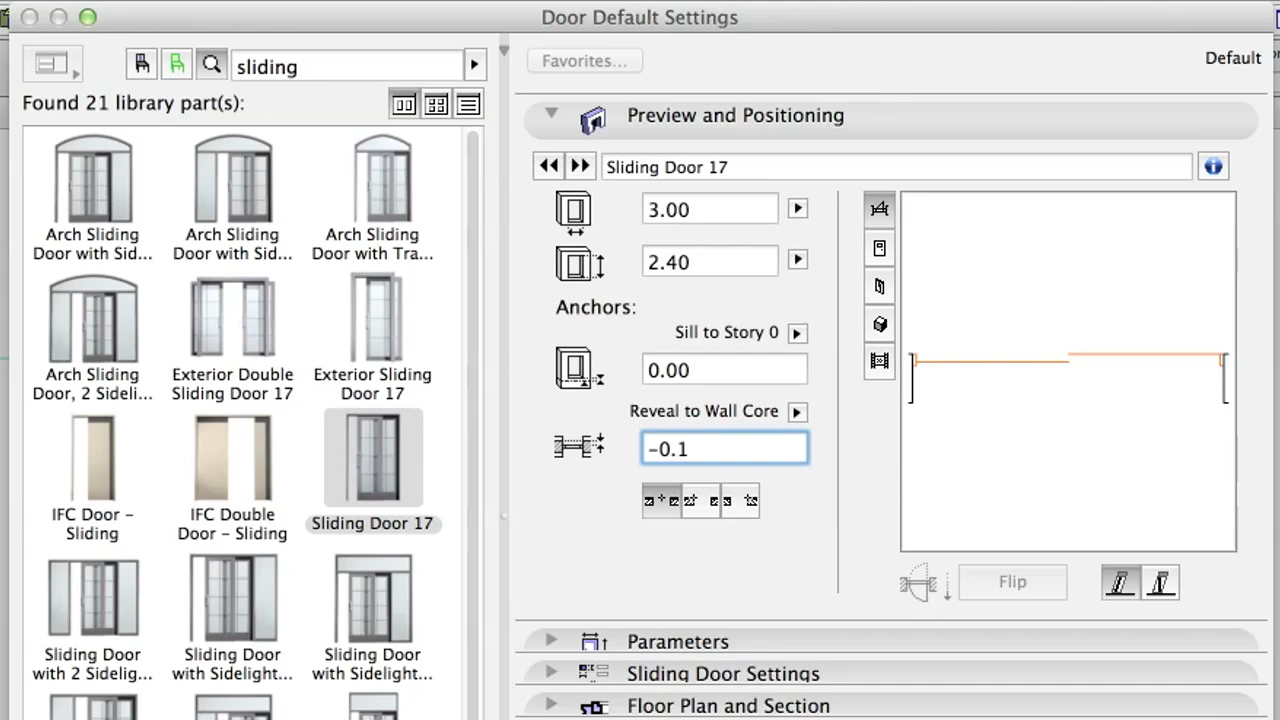 Door Default Settings
sliding
Found 21 library part(s):
Arch Sliding
Door with Sid...
Arch Sliding
Door with Sid...
Arch Sliding
Door with Tra...
Arch Sliding
Door, 2 Sideli...
Exterior Double
Sliding Door 17
Exterior Sliding
Door 17
IFC Door –
Sliding
IFC Double
Door – Sliding
Sliding Door 17
Sliding Door
with 2 Sidelig...
Sliding Door
with Sidelight...
Sliding Door
with Sidelight...
Favorites...
Default
Preview and Positioning
Sliding Door 17
3.00
2.40
Anchors:
Sill to Story 0
0.00
Reveal to Wall Core
−0.1
Flip
Parameters
Sliding Door Settings
Floor Plan and Section